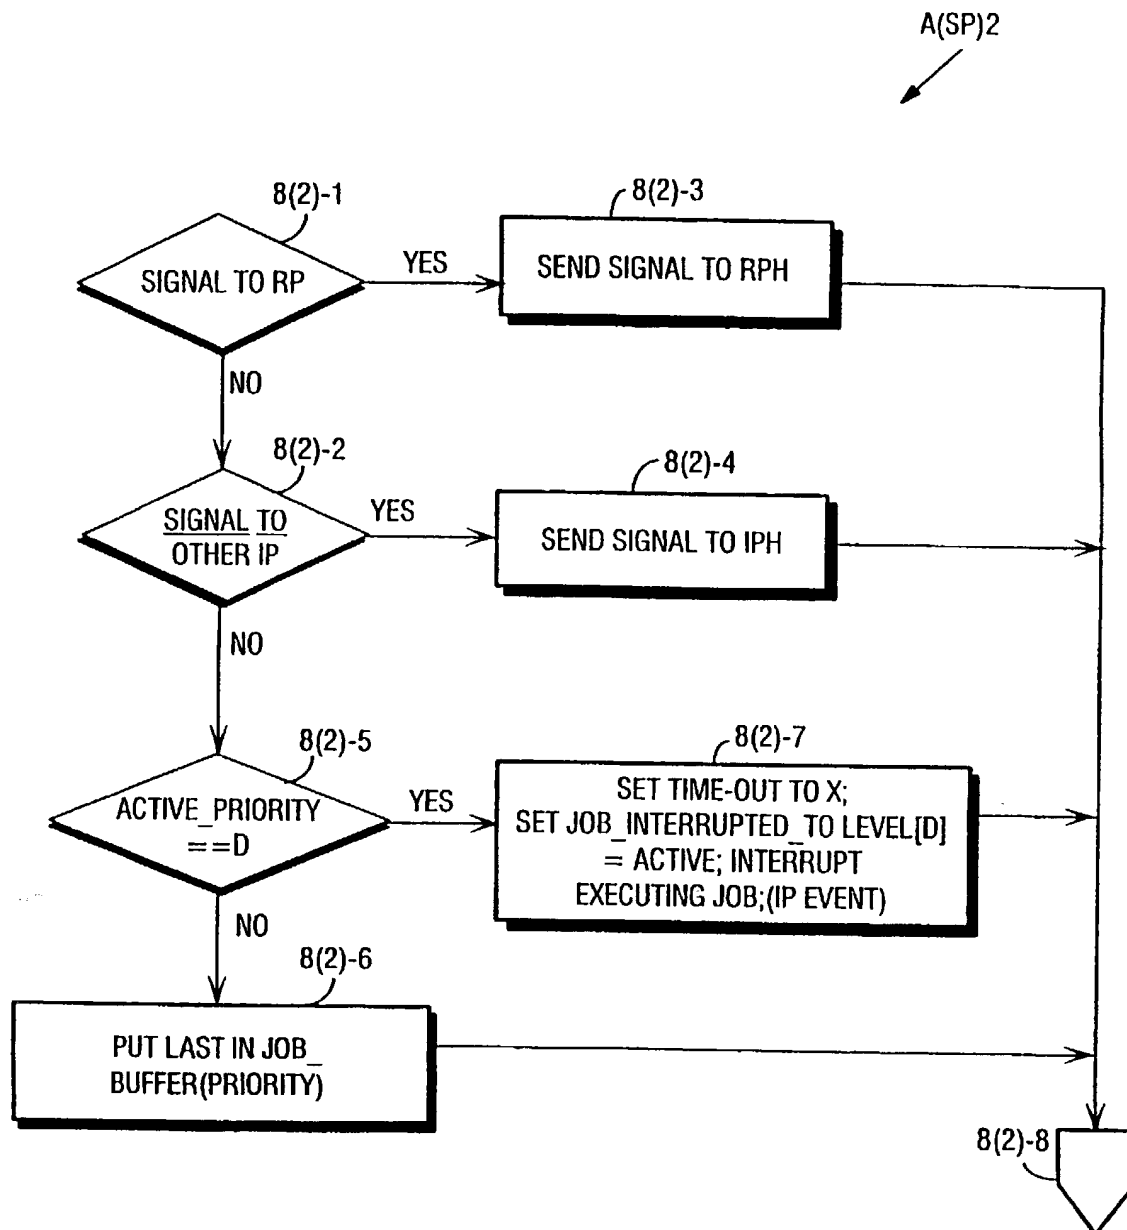 A(SP)2
8(2)-1
SIGNAL TO RP
YES
8(2)-3
SEND SIGNAL TO RPH
NO
8(2)-2
SIGNAL TO
OTHER IP
YES
8(2)-4
SEND SIGNAL TO IPH
NO
8(2)-5
ACTIVE_PRIORITY
==D
YES
8(2)-7
SET TIME-OUT TO X;
SET JOB_INTERRUPTED_TO LEVEL[D]
= ACTIVE; INTERRUPT
EXECUTING JOB;(IP EVENT)
NO
8(2)-6
PUT LAST IN JOB_
BUFFER(PRIORITY)
8(2)-8